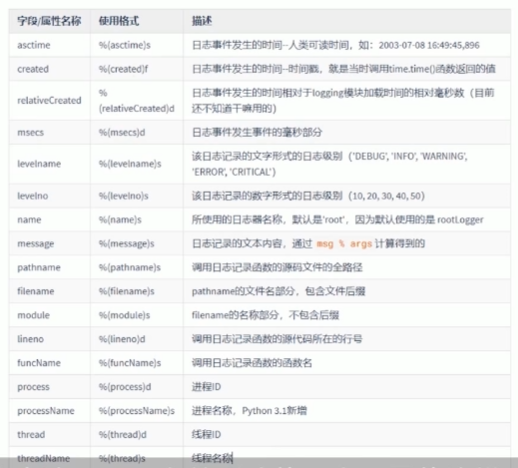 字段/属性名称 使用格式 描述
asctime %(asctime)s 日志事件发生的时间--人类可读时间，如：2003-07-08 16:49:45,896
created %(created)f 日志事件发生的时间--时间戳，就是当时调用time.time()函数返回的值
relativeCreated %(relativeCreated)d 日志事件发生的时间相对于logging模块加载时间的相对毫秒数（目前
还不知道干嘛用的）
msecs %(msecs)d 日志事件发生事件的毫秒部分
levelname %(levelname)s 该日志记录的文字形式的日志级别（'DEBUG', 'INFO', 'WARNING',
'ERROR', 'CRITICAL'）
levelno %(levelno)s 该日志记录的数字形式的日志级别（10, 20, 30, 40, 50）
name %(name)s 所使用的日志器名称，默认是'root'，因为默认使用的是 rootLogger
message %(message)s 日志记录的文本内容，通过 msg % args 计算得到的
pathname %(pathname)s 调用日志记录函数的源码文件的全路径
filename %(filename)s pathname的文件名部分，包含文件后缀
module %(module)s filename的名称部分，不包含后缀
lineno %(lineno)d 调用日志记录函数的源代码所在的行号
funcName %(funcName)s 调用日志记录函数的函数名
process %(process)d 进程ID
processName %(processName)s 进程名称，Python 3.1新增
thread %(thread)d 线程ID
threadName %(thread)s 线程名称